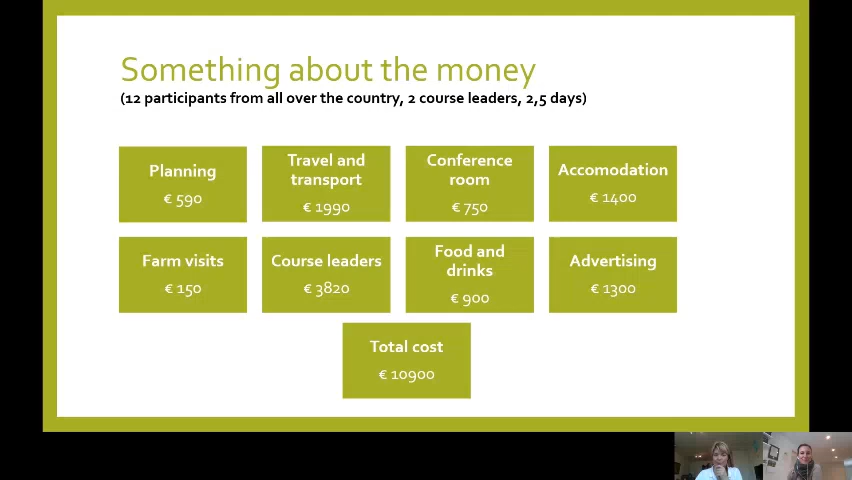 Something about the money
(12 participants from all over the country, 2 course leaders, 2,5 days)
Planning
€ 590
Travel and
transport
€ 1990
Conference
room
€ 750
Accomodation
€ 1400
Farm visits
€ 150
Course leaders
€ 3820
Food and
drinks
€ 900
Advertising
€ 1300
Total cost
€ 10900